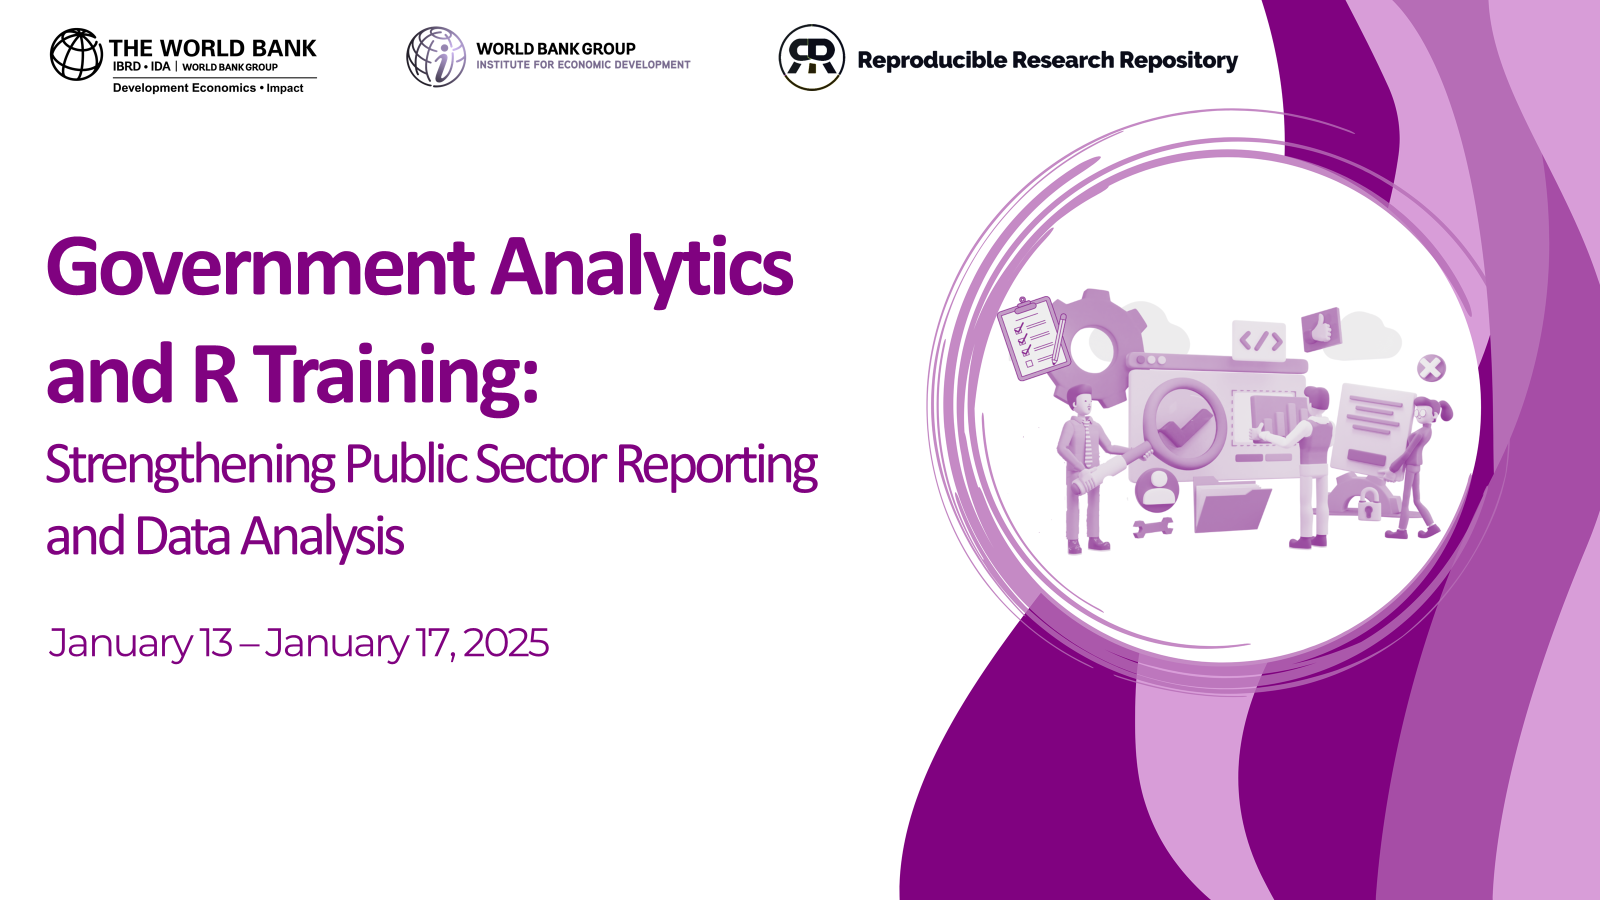 THE WORLD BANK
IBRD • IDA | WORLD BANK GROUP
Development Economics • Impact
WORLD BANK GROUP
INSTITUTE FOR ECONOMIC DEVELOPMENT
RR
Reproducible Research Repository
Government Analytics
and R Training:
Strengthening Public Sector Reporting
and Data Analysis
January 13 – January 17, 2025
</>